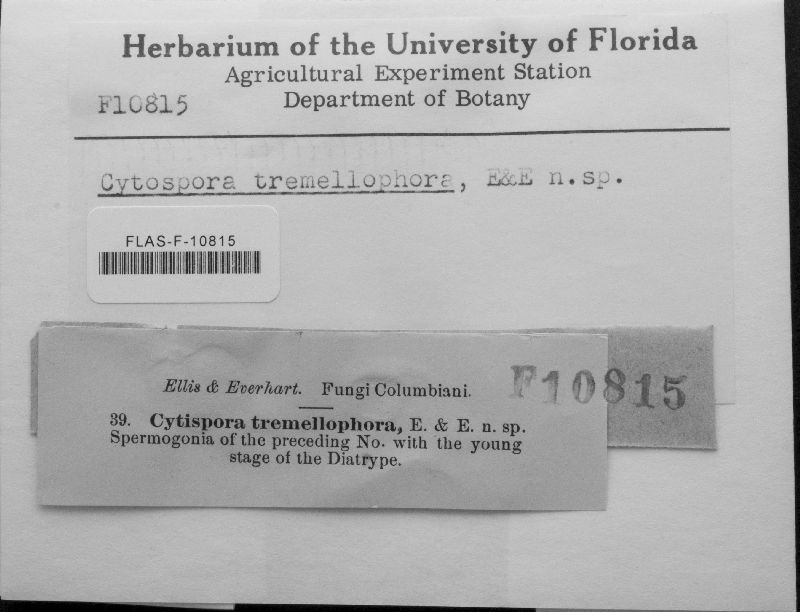 Herbarium of the University of Florida
Agricultural Experiment Station
F10815
Department of Botany
Cytospora tremellophora, E&E n.sp.
FLAS-F-10815
F10815
Ellis & Everhart. Fungi Columbiani.
39. Cytispora tremellophora, E. & E. n. sp.
Spermogonia of the preceding No. with the young
stage of the Diatrype.